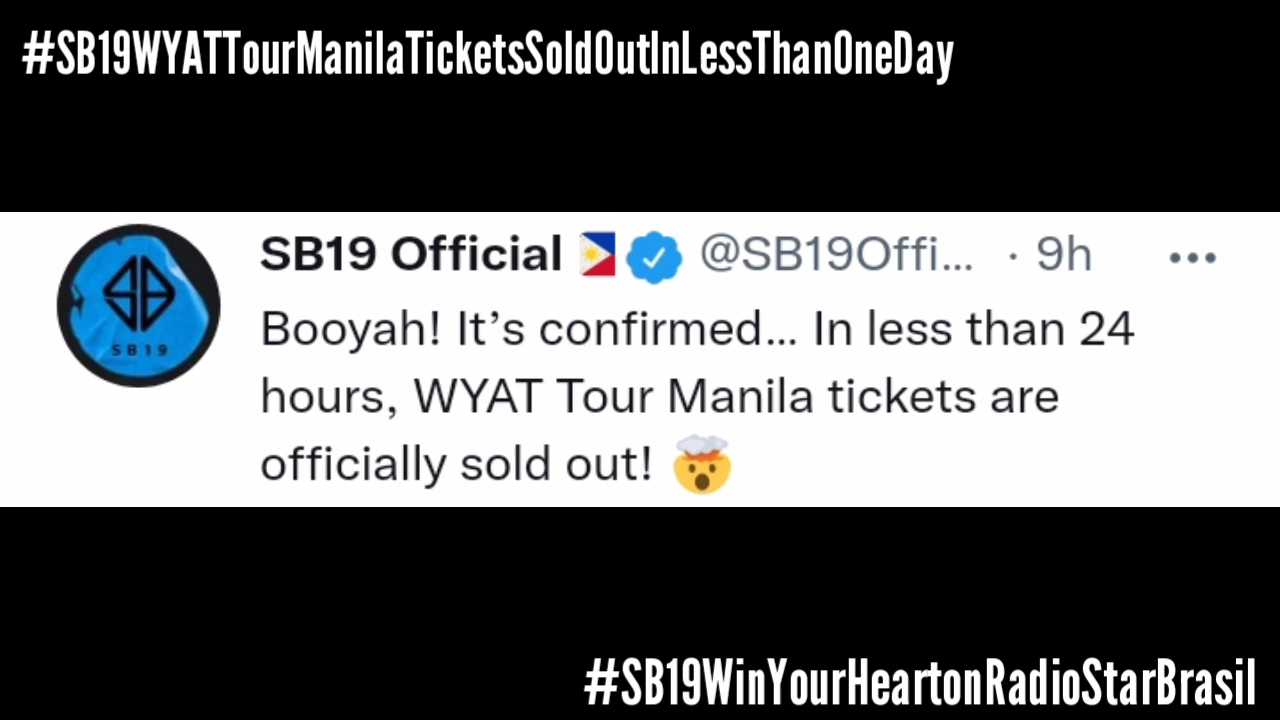 #SB19WYATTourManilaTicketsSoldOutInLessThanOneDay
SB19 Official 🇵🇭 @SB19Offi... · 9h
Booyah! It’s confirmed... In less than 24
hours, WYAT Tour Manila tickets are
officially sold out! 🤯
SB19
#SB19WinYourHeartonRadioStarBrasil